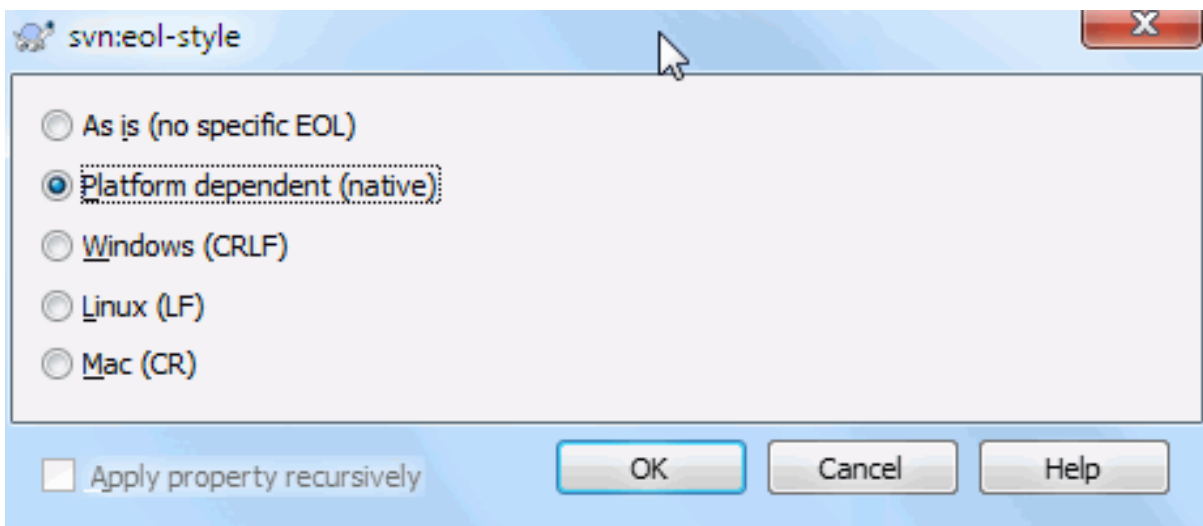 svn:eol-style
As is (no specific EOL)
Platform dependent (native)
Windows (CRLF)
Linux (LF)
Mac (CR)
Apply property recursively
OK
Cancel
Help